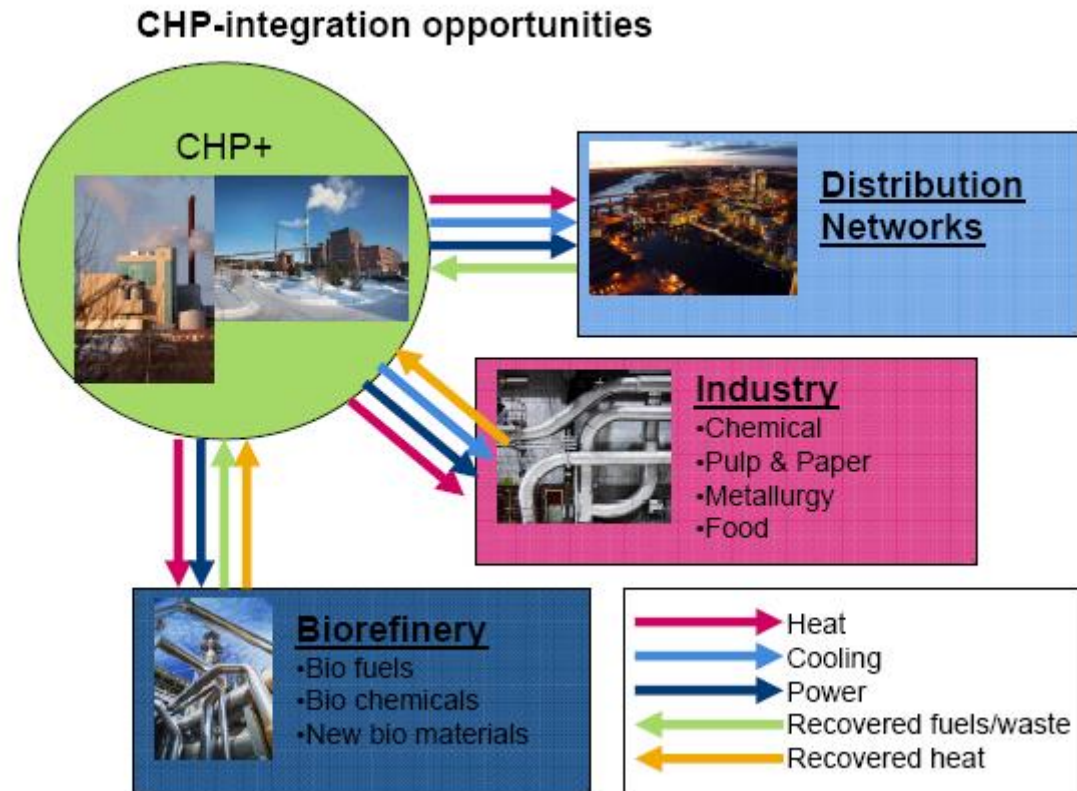 CHP-integration opportunities
CHP+
Distribution
Networks
Industry
•Chemical
•Pulp & Paper
•Metallurgy
•Food
Biorefinery
•Bio fuels
•Bio chemicals
•New bio materials
Heat
Cooling
Power
Recovered fuels/waste
Recovered heat